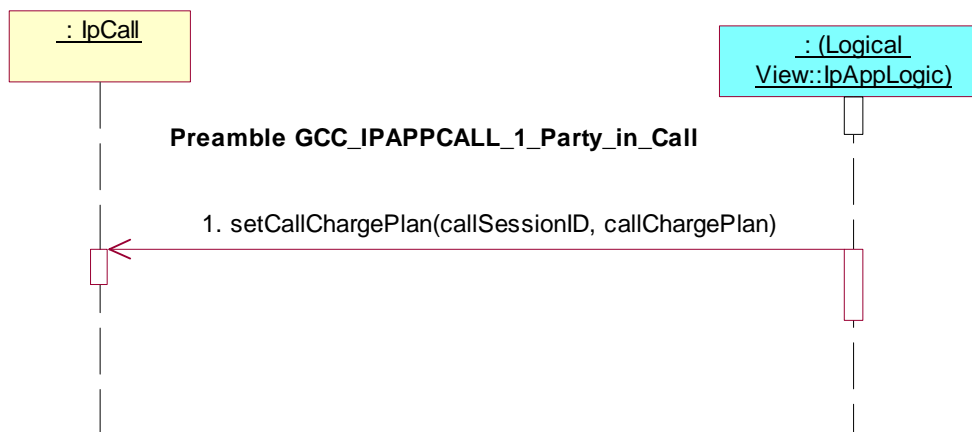 : IpCall
: (Logical
View::IpAppLogic)
Preamble GCC_IPAPPCALL_1_Party_in_Call
1. setCallChargePlan(callSessionID, callChargePlan)